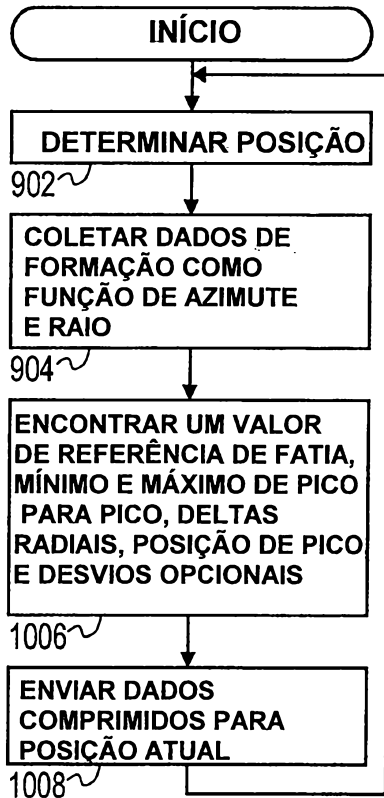 INÍCIO
DETERMINAR POSIÇÃO
902
COLETAR DADOS DE
FORMAÇÃO COMO
FUNÇÃO DE AZIMUTE
E RAIO
904
ENCONTRAR UM VALOR
DE REFERÊNCIA DE FATIA,
MÍNIMO E MÁXIMO DE PICO
PARA PICO, DELTAS
RADIAIS, POSIÇÃO DE PICO
E DESVIOS OPCIONAIS
1006
ENVIAR DADOS
COMPRIMIDOS PARA
POSIÇÃO ATUAL
1008